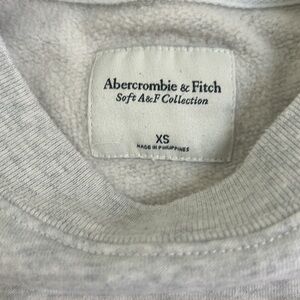 Abercrombie & Fitch
Soft A&F Collection
XS
MADE IN PHILIPPINES